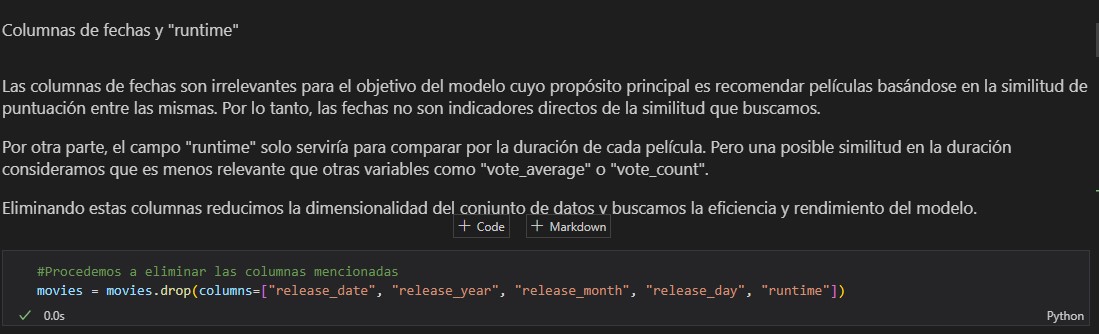 Columnas de fechas y "runtime"
Las columnas de fechas son irrelevantes para el objetivo del modelo cuyo propósito principal es recomendar películas basándose en la similitud de
puntuación entre las mismas. Por lo tanto, las fechas no son indicadores directos de la similitud que buscamos.
Por otra parte, el campo "runtime" solo serviría para comparar por la duración de cada película. Pero una posible similitud en la duración
consideramos que es menos relevante que otras variables como "vote_average" o "vote_count".
Eliminando estas columnas reducimos la dimensionalidad del conjunto de datos y buscamos la eficiencia y rendimiento del modelo.
+ Code + Markdown
#Procedemos a eliminar las columnas mencionadas
movies = movies.drop(columns=["release_date", "release_year", "release_month", "release_day", "runtime"])
✓ 0.0s Python